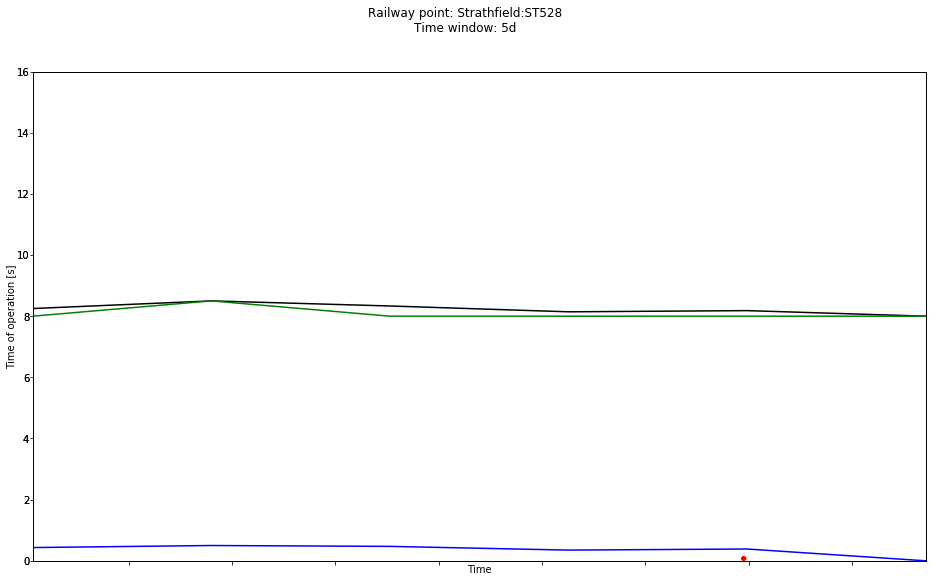 Railway point: Strathfield:ST528
Time window: 5d
16
14
12
10
8
6
4
2
0
Time of operation [s]
Time